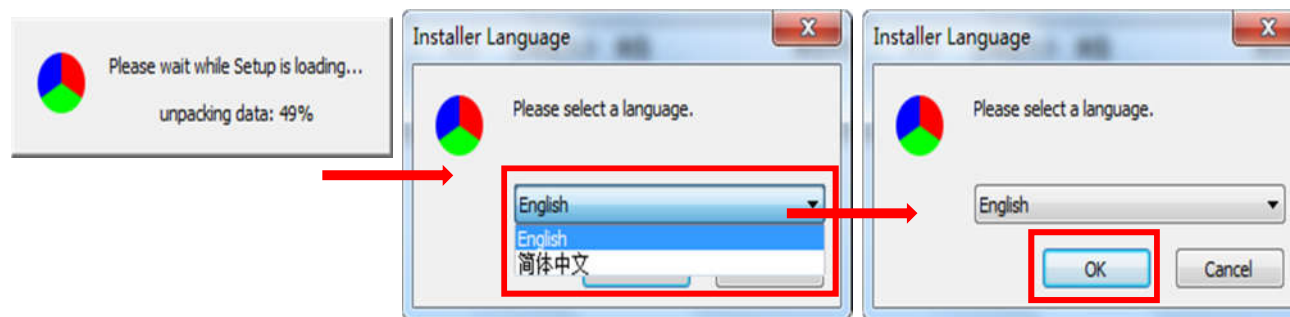 Please wait while Setup is loading...
unpacking data: 49%
Installer Language
Please select a language.
English
English
简体中文
Installer Language
Please select a language.
English
OK
Cancel